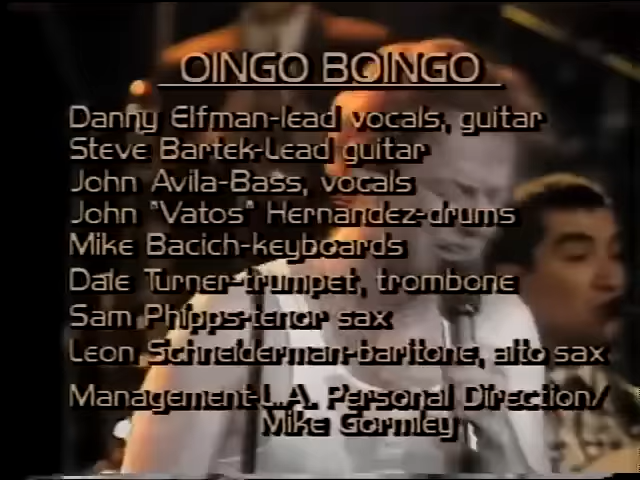 OINGO BOINGO
Danny Elfman-lead vocals, guitar
Steve Bartek-Lead guitar
John Avila-Bass, vocals
John "Vatos" Hernandez-drums
Mike Bacich-keyboards
Dale Turner-trumpet, trombone
Sam Phipps-tenor sax
Leon Schneiderman-baritone, alto sax
Management-L.A. Personal Direction/
Mike Gormley